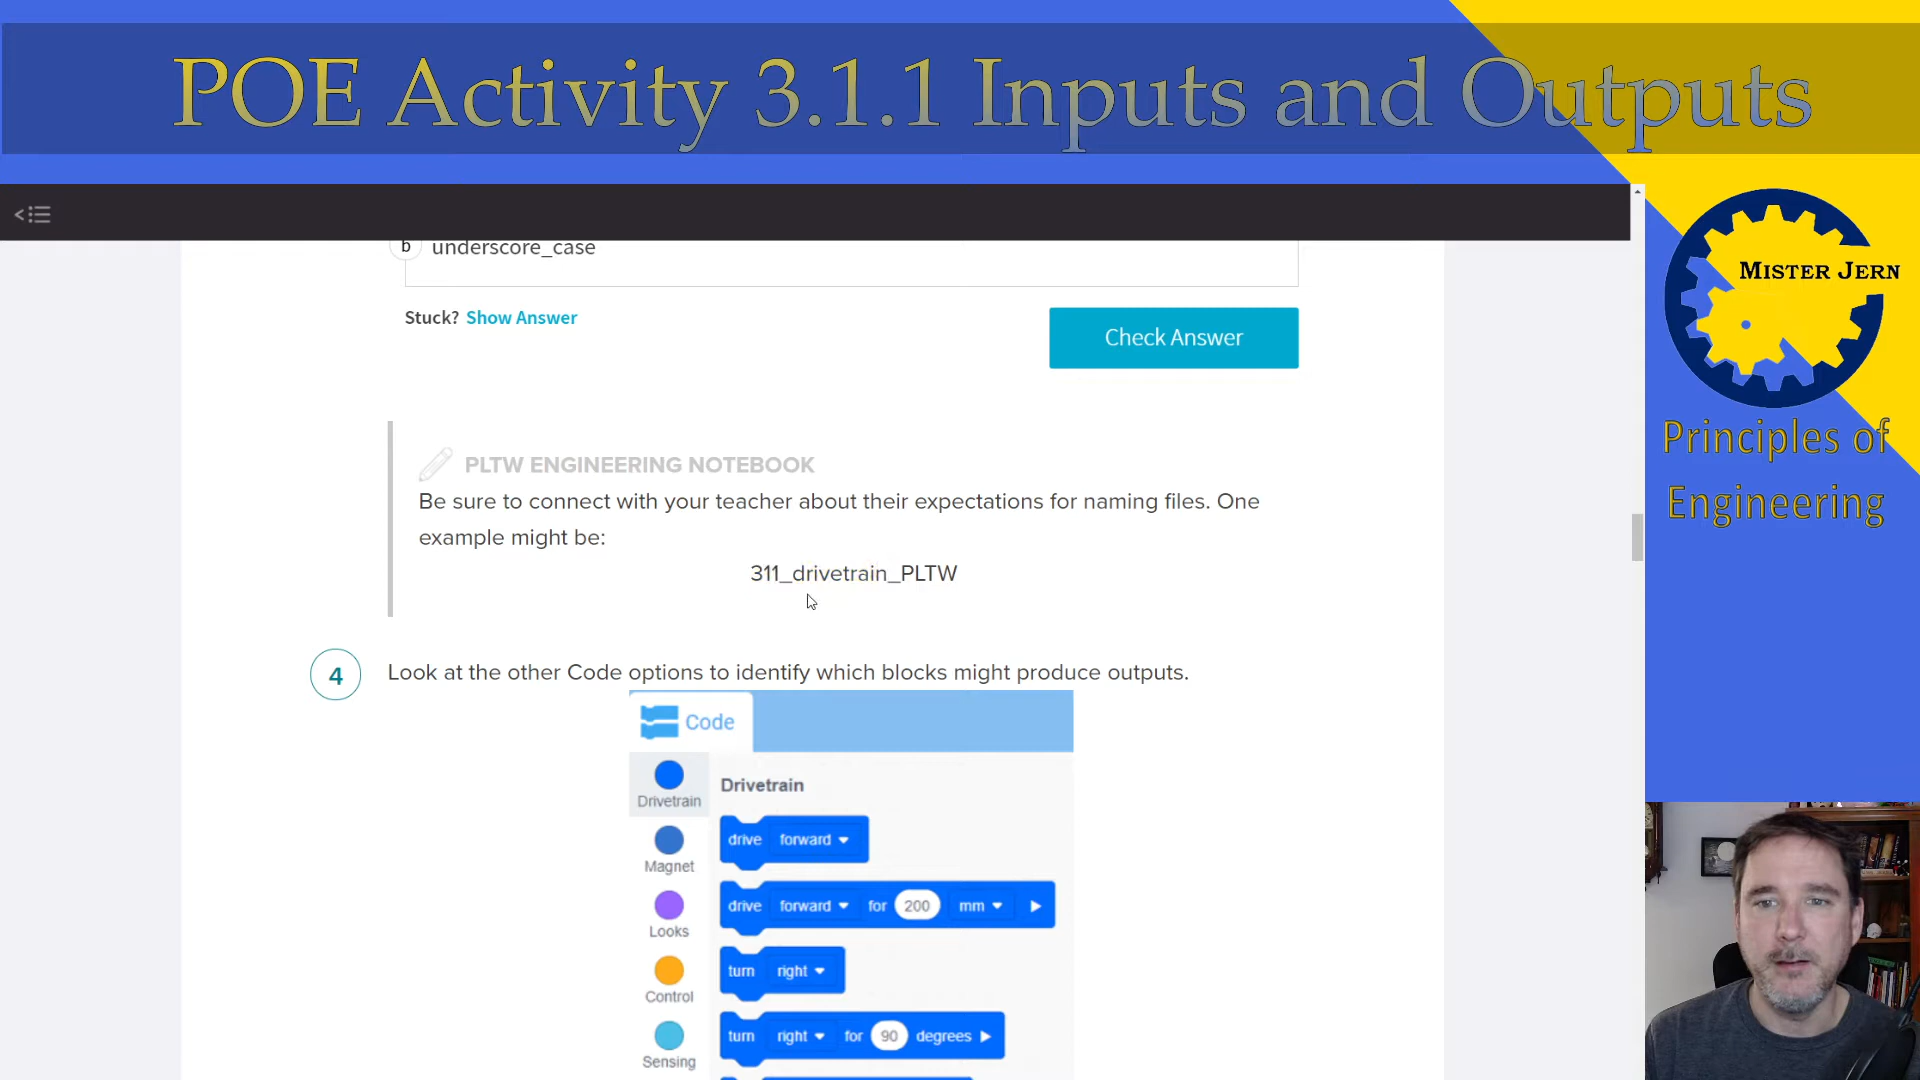 POE Activity 3.1.1 Inputs and Outputs
<
b underscore_case
Stuck? Show Answer
Check Answer
PLTW ENGINEERING NOTEBOOK
Be sure to connect with your teacher about their expectations for naming files. One
example might be:
311_drivetrain_PLTW
4 Look at the other Code options to identify which blocks might produce outputs.
Code
Drivetrain
Magnet
Looks
Control
Sensing
Drivetrain
drive forward
drive forward for 200 mm
turn right
turn right for 90 degrees
MISTER JERN
Principles of
Engineering